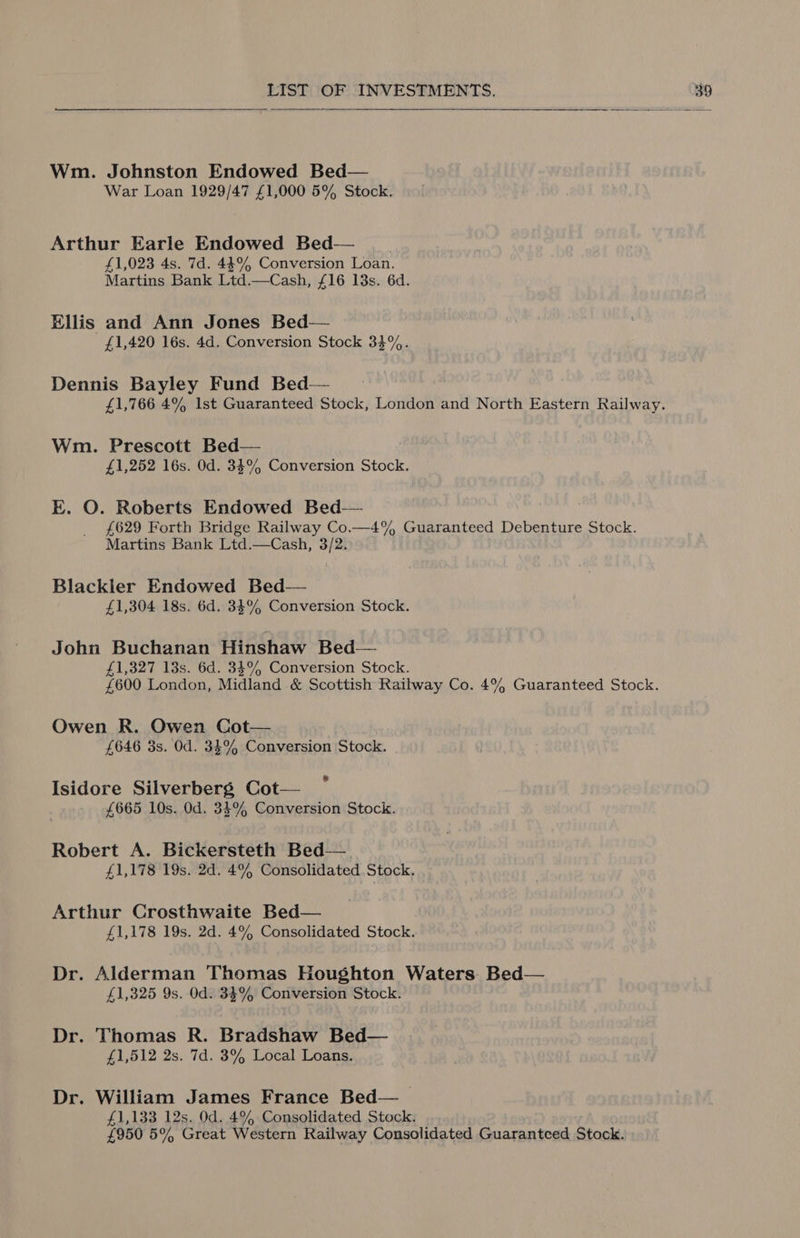 LIST OF INVESTMENTS. 39
Wm. Johnston Endowed Bed—
War Loan 1929/47 £1,000 5% Stock.
Arthur Earle Endowed Bed—
£1,023 4s. 7d. 4½% Conversion Loan.
Martins Bank Ltd.—Cash, £16 13s. 6d.
Ellis and Ann Jones Bed—
£1,420 16s. 4d. Conversion Stock 3½%.
Dennis Bayley Fund Bed—
£1,766 4% 1st Guaranteed Stock, London and North Eastern Railway.
Wm. Prescott Bed—
£1,252 16s. 0d. 3½% Conversion Stock.
E. O. Roberts Endowed Bed—
£629 Forth Bridge Railway Co.—4% Guaranteed Debenture Stock.
Martins Bank Ltd.—Cash, 3/2.
Blackler Endowed Bed—
£1,304 18s. 6d. 3½% Conversion Stock.
John Buchanan Hinshaw Bed—
£1,327 13s. 6d. 3½% Conversion Stock.
£600 London, Midland & Scottish Railway Co. 4% Guaranteed Stock.
Owen R. Owen Cot—
£646 3s. 0d. 3½% Conversion Stock.
Isidore Silverberg Cot—
£665 10s. 0d. 3½% Conversion Stock.
Robert A. Bickersteth Bed—
£1,178 19s. 2d. 4% Consolidated Stock.
Arthur Crosthwaite Bed—
£1,178 19s. 2d. 4% Consolidated Stock.
Dr. Alderman Thomas Houghton Waters Bed—
£1,325 9s. 0d. 3½% Conversion Stock.
Dr. Thomas R. Bradshaw Bed—
£1,512 2s. 7d. 3% Local Loans.
Dr. William James France Bed—
£1,133 12s. 0d. 4% Consolidated Stock.
£950 5% Great Western Railway Consolidated Guaranteed Stock.